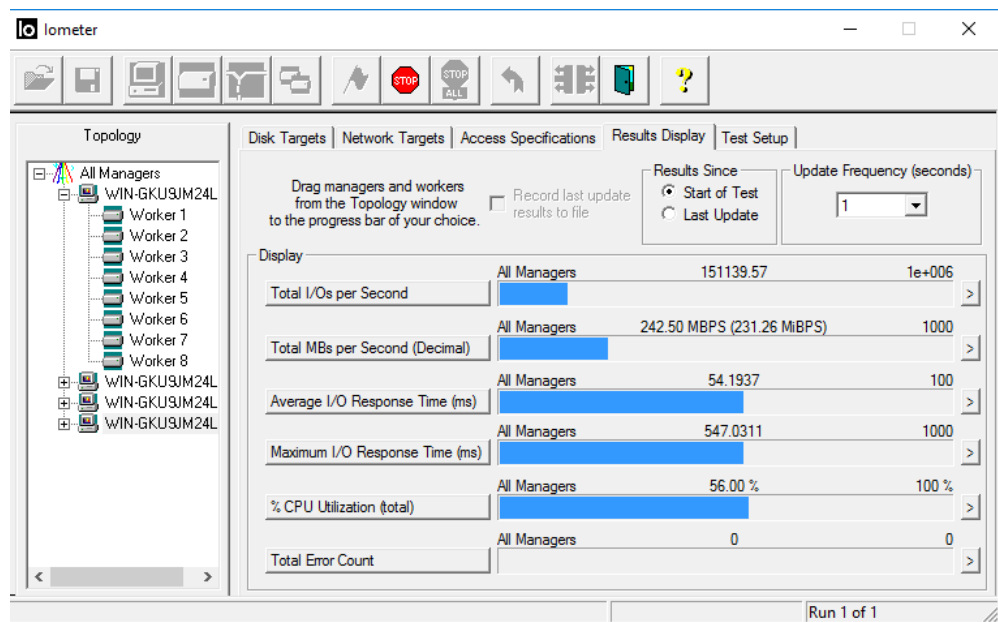 Io Iometer
STOP
STOP
ALL
?
Topology
All Managers
WIN-GKU9JM24L
Worker 1
Worker 2
Worker 3
Worker 4
Worker 5
Worker 6
Worker 7
Worker 8
WIN-GKU9JM24L
WIN-GKU9JM24L
WIN-GKU9JM24L
Disk Targets Network Targets Access Specifications Results Display Test Setup
Drag managers and workers
from the Topology window
to the progress bar of your choice.
Record last update
results to file
Results Since
Start of Test
Last Update
Update Frequency (seconds)
1
Display
All Managers 151139.57 1e+006
Total I/Os per Second >
All Managers 242.50 MBPS (231.26 MiBPS) 1000
Total MBs per Second (Decimal) >
All Managers 54.1937 100
Average I/O Response Time (ms) >
All Managers 547.0311 1000
Maximum I/O Response Time (ms) >
All Managers 56.00 % 100 %
% CPU Utilization (total) >
All Managers 0 0
Total Error Count >
Run 1 of 1